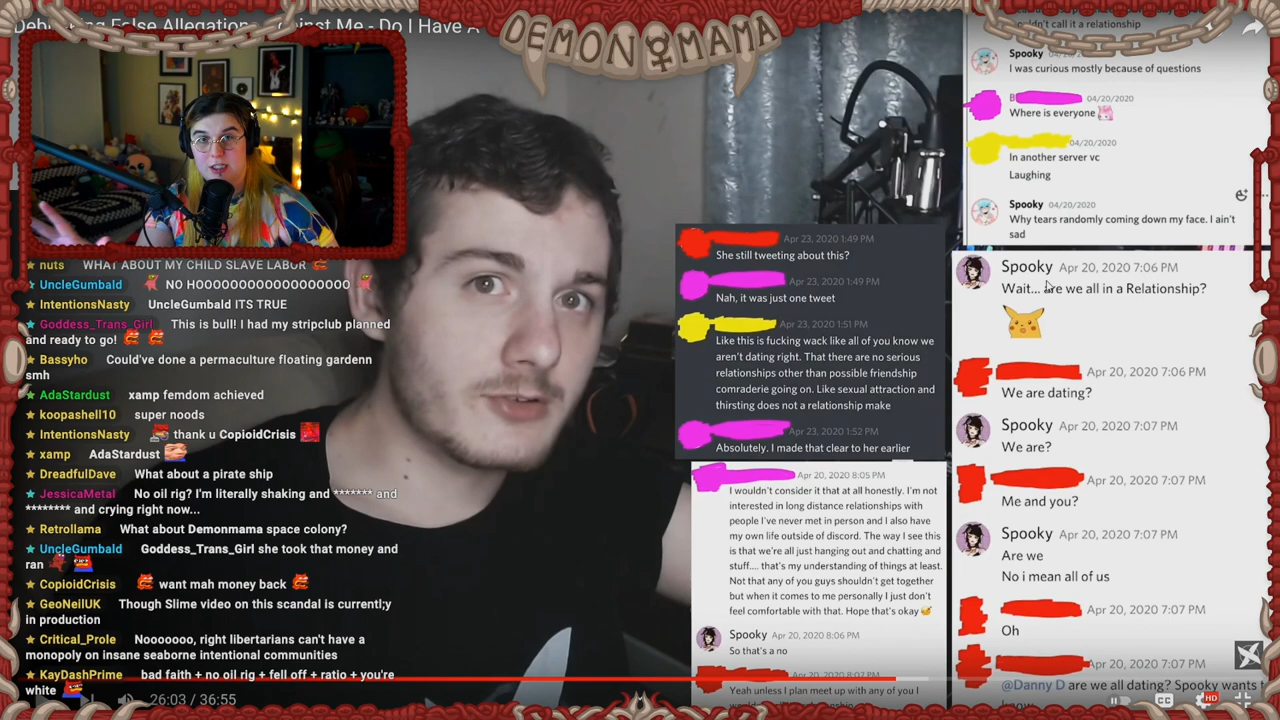 Debunking False Allegations Against Me - Do I Have A
DEMON MAMA
nuts WHAT ABOUT MY CHILD SLAVE LABOR
UncleGumbald NO HOOOOOOOOOOOOOOOOO
IntentionsNasty UncleGumbald ITS TRUE
Goddess_Trans_Girl This is bull! I had my stripclub planned
and ready to go!
Bassyho Could've done a permaculture floating gardenn
smh
AdaStardust xamp femdom achieved
koopashell10 super noods
IntentionsNasty thank u CopioidCrisis
xamp AdaStardust
DreadfulDave What about a pirate ship
JessicaMetal No oil rig? I'm literally shaking and ******* and
******** and crying right now...
Retrollama What about Demonmama space colony?
UncleGumbald Goddess_Trans_Girl she took that money and
ran
CopioidCrisis want mah money back
GeoNeilUK Though Slime video on this scandal is currentl;y
in production
Critical_Prole Nooooooo, right libertarians can't have a
monopoly on insane seaborne intentional communities
KayDashPrime bad faith + no oil rig + fell off + ratio + you're
white
26:03 / 36:55
Apr 23, 2020 1:49 PM
She still tweeting about this?
Apr 23, 2020 1:49 PM
Nah, it was just one tweet
Apr 23, 2020 1:51 PM
Like this is fucking wack like all of you know we
aren't dating right. That there are no serious
relationships other than possible friendship
comraderie going on. Like sexual attraction and
thirsting does not a relationship make
Apr 23, 2020 1:52 PM
Absolutely. I made that clear to her earlier
Apr 20, 2020 8:05 PM
I wouldn't consider it that at all honestly. I'm not
interested in long distance relationships with
people I've never met in person and I also have
my own life outside of discord. The way I see this
is that we're all just hanging out and chatting and
stuff.... that's my understanding of things at least.
Not that any of you guys shouldn't get together
but when it comes to me personally I just don't
feel comfortable with that. Hope that's okay
Spooky Apr 20, 2020 8:06 PM
So that's a no
Apr 20, 2020 8:07 PM
Yeah unless I plan meet up with any of you I
wouldn't call it a relationship
Spooky 04/20/2020
I was curious mostly because of questions
B 04/20/2020
Where is everyone
04/20/2020
In another server vc
Laughing
Spooky 04/20/2020
Why tears randomly coming down my face. I ain't
sad
Spooky Apr 20, 2020 7:06 PM
Wait... are we all in a Relationship?
Apr 20, 2020 7:06 PM
We are dating?
Spooky Apr 20, 2020 7:07 PM
We are?
Apr 20, 2020 7:07 PM
Me and you?
Spooky Apr 20, 2020 7:07 PM
Are we
No i mean all of us
Apr 20, 2020 7:07 PM
Oh
Apr 20, 2020 7:07 PM
@Danny D are we all dating? Spooky wants t
know
CC
HD